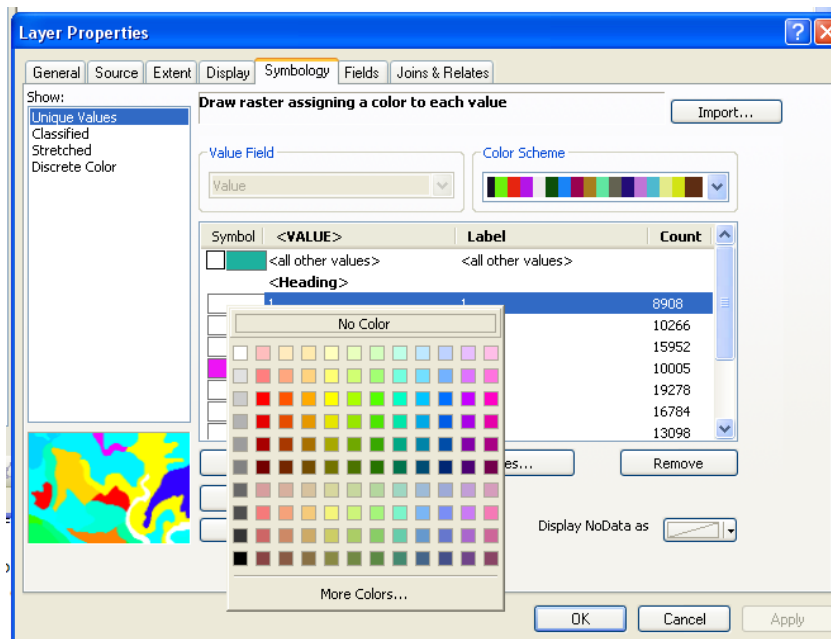 Layer Properties
General Source Extent Display Symbology Fields Joins & Relates
Show:
Unique Values
Classified
Stretched
Discrete Color
Draw raster assigning a color to each value
Import...
Value Field
Value
Color Scheme
Symbol <VALUE> Label Count
<all other values> <all other values>
<Heading>
1 1 8908
10266
15952
10005
19278
16784
13098
No Color
More Colors...
es...
Remove
Display NoData as
OK Cancel Apply